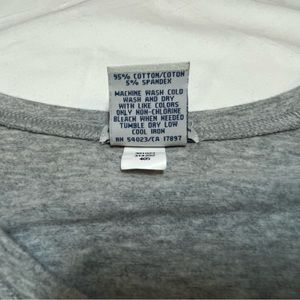 95% COTTON/COTON
5% SPANDEX
MACHINE WASH COLD
WASH AND DRY
WITH LIKE COLORS
ONLY NON-CHLORINE
BLEACH WHEN NEEDED
TUMBLE DRY LOW
COOL IRON
RN 54023/CA 17897